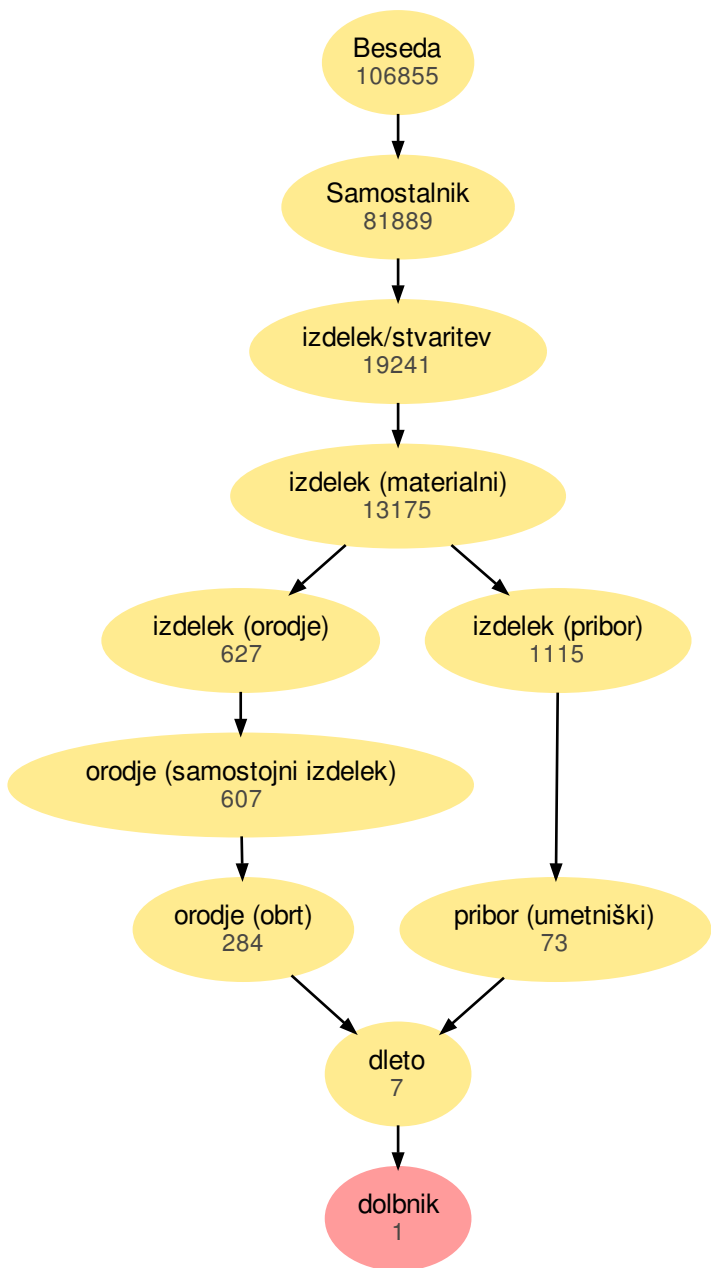 Beseda
106855
Samostalnik
81889
izdelek/stvaritev
19241
izdelek (materialni)
13175
izdelek (orodje)
627
izdelek (pribor)
1115
orodje (samostojni izdelek)
607
orodje (obrt)
284
pribor (umetniški)
73
dleto
7
dolbnik
1